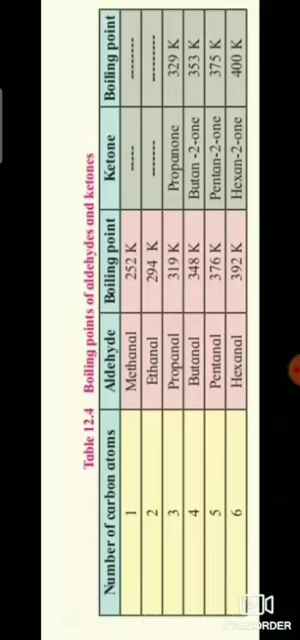 Table 12.4 Boiling points of aldehydes and ketones
Number of carbon atoms Aldehyde Boiling point Ketone Boiling point
1 Methanal 252 K ----- --------
2 Ethanal 294 K ------- ---------
3 Propanal 319 K Propanone 329 K
4 Butanal 348 K Butan -2-one 353 K
5 Pentanal 376 K Pentan-2-one 375 K
6 Hexanal 392 K Hexan-2-one 400 K
RECORDER